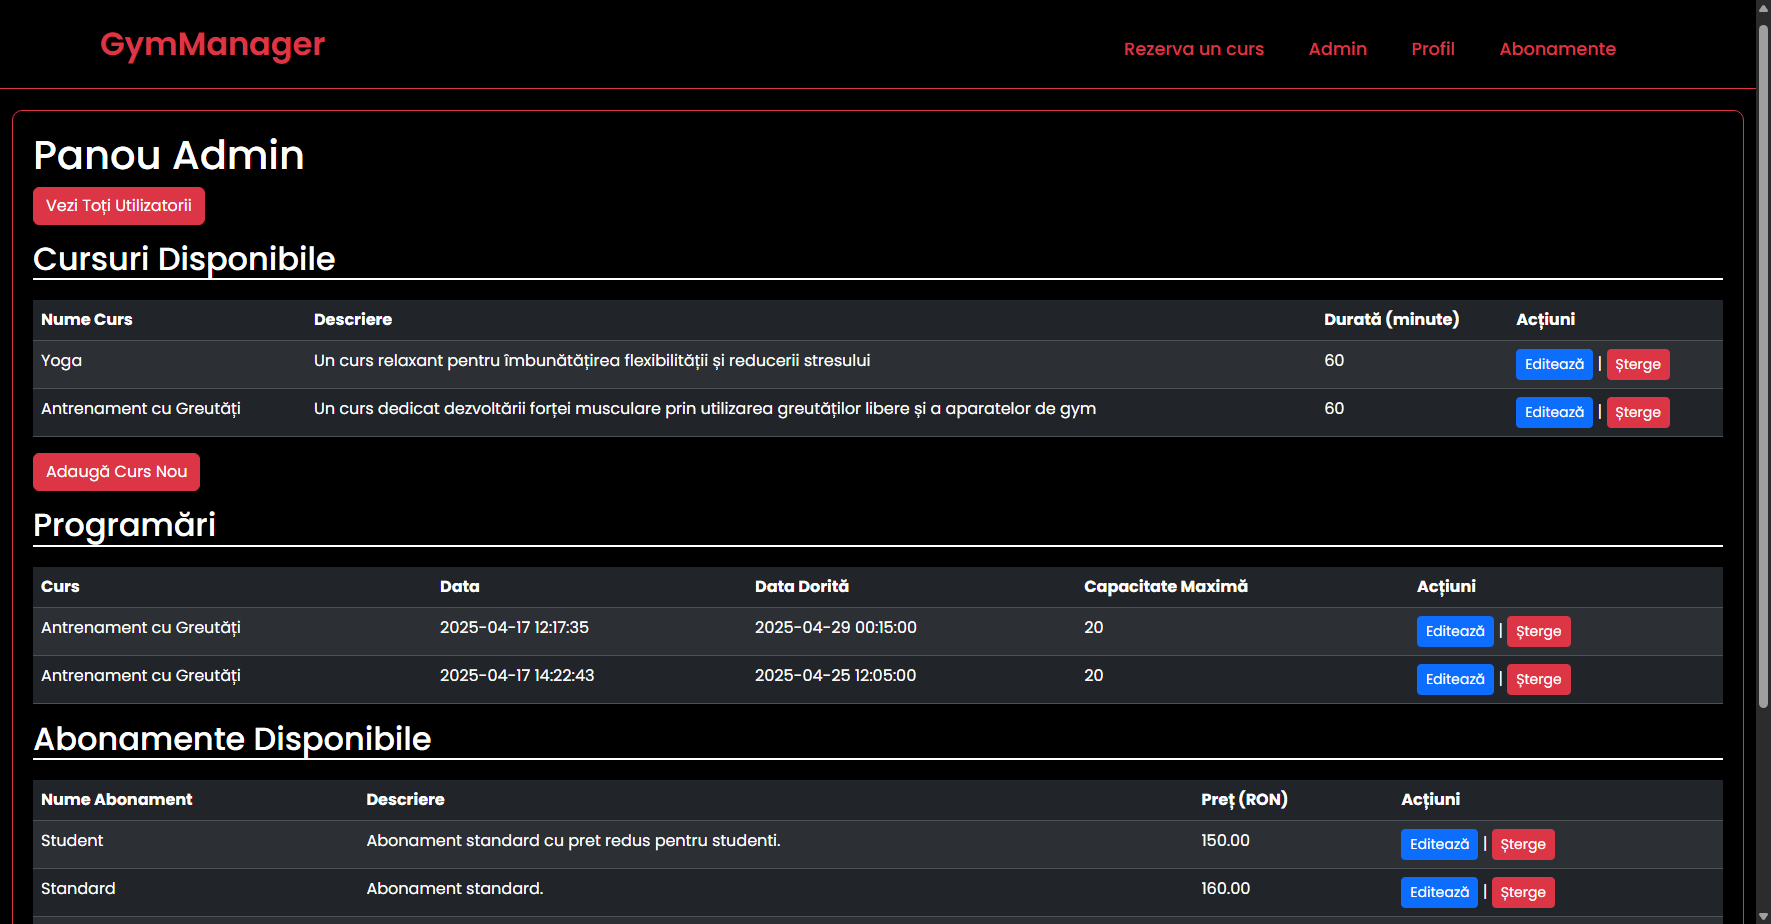 GymManager
Rezerva un curs Admin Profil Abonamente
Panou Admin
Vezi Toți Utilizatorii
Cursuri Disponibile
Nume Curs Descriere Durată (minute) Acțiuni
Yoga Un curs relaxant pentru îmbunătățirea flexibilității și reducerii stresului 60 Editează | Șterge
Antrenament cu Greutăți Un curs dedicat dezvoltării forței musculare prin utilizarea greutăților libere și a aparatelor de gym 60 Editează | Șterge
Adaugă Curs Nou
Programări
Curs Data Data Dorită Capacitate Maximă Acțiuni
Antrenament cu Greutăți 2025-04-17 12:17:35 2025-04-29 00:15:00 20 Editează | Șterge
Antrenament cu Greutăți 2025-04-17 14:22:43 2025-04-25 12:05:00 20 Editează | Șterge
Abonamente Disponibile
Nume Abonament Descriere Preț (RON) Acțiuni
Student Abonament standard cu pret redus pentru studenti. 150.00 Editează | Șterge
Standard Abonament standard. 160.00 Editează | Șterge